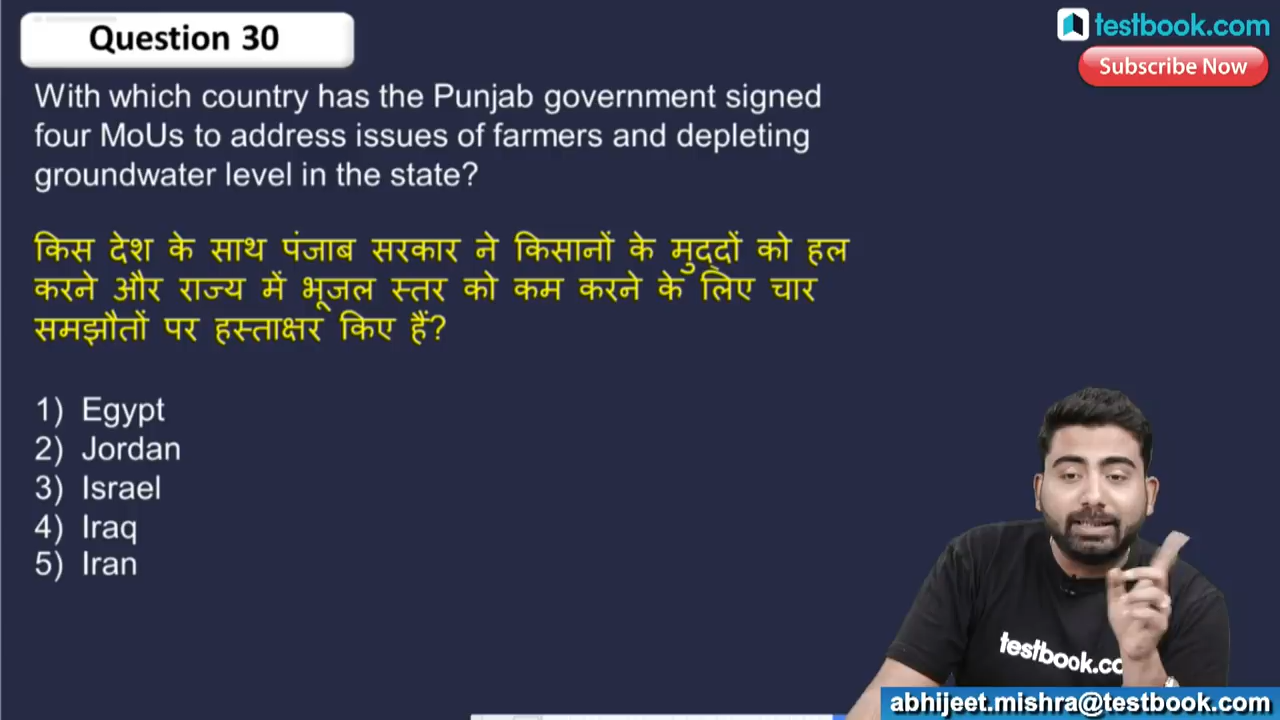 Question 30
testbook.com
Subscribe Now
With which country has the Punjab government signed
four MoUs to address issues of farmers and depleting
groundwater level in the state?
किस देश के साथ पंजाब सरकार ने किसानों के मुद्दों को हल
करने और राज्य में भूजल स्तर को कम करने के लिए चार
समझौतों पर हस्ताक्षर किए हैं?
1) Egypt
2) Jordan
3) Israel
4) Iraq
5) Iran
testbook.co
abhijeet.mishra@testbook.com